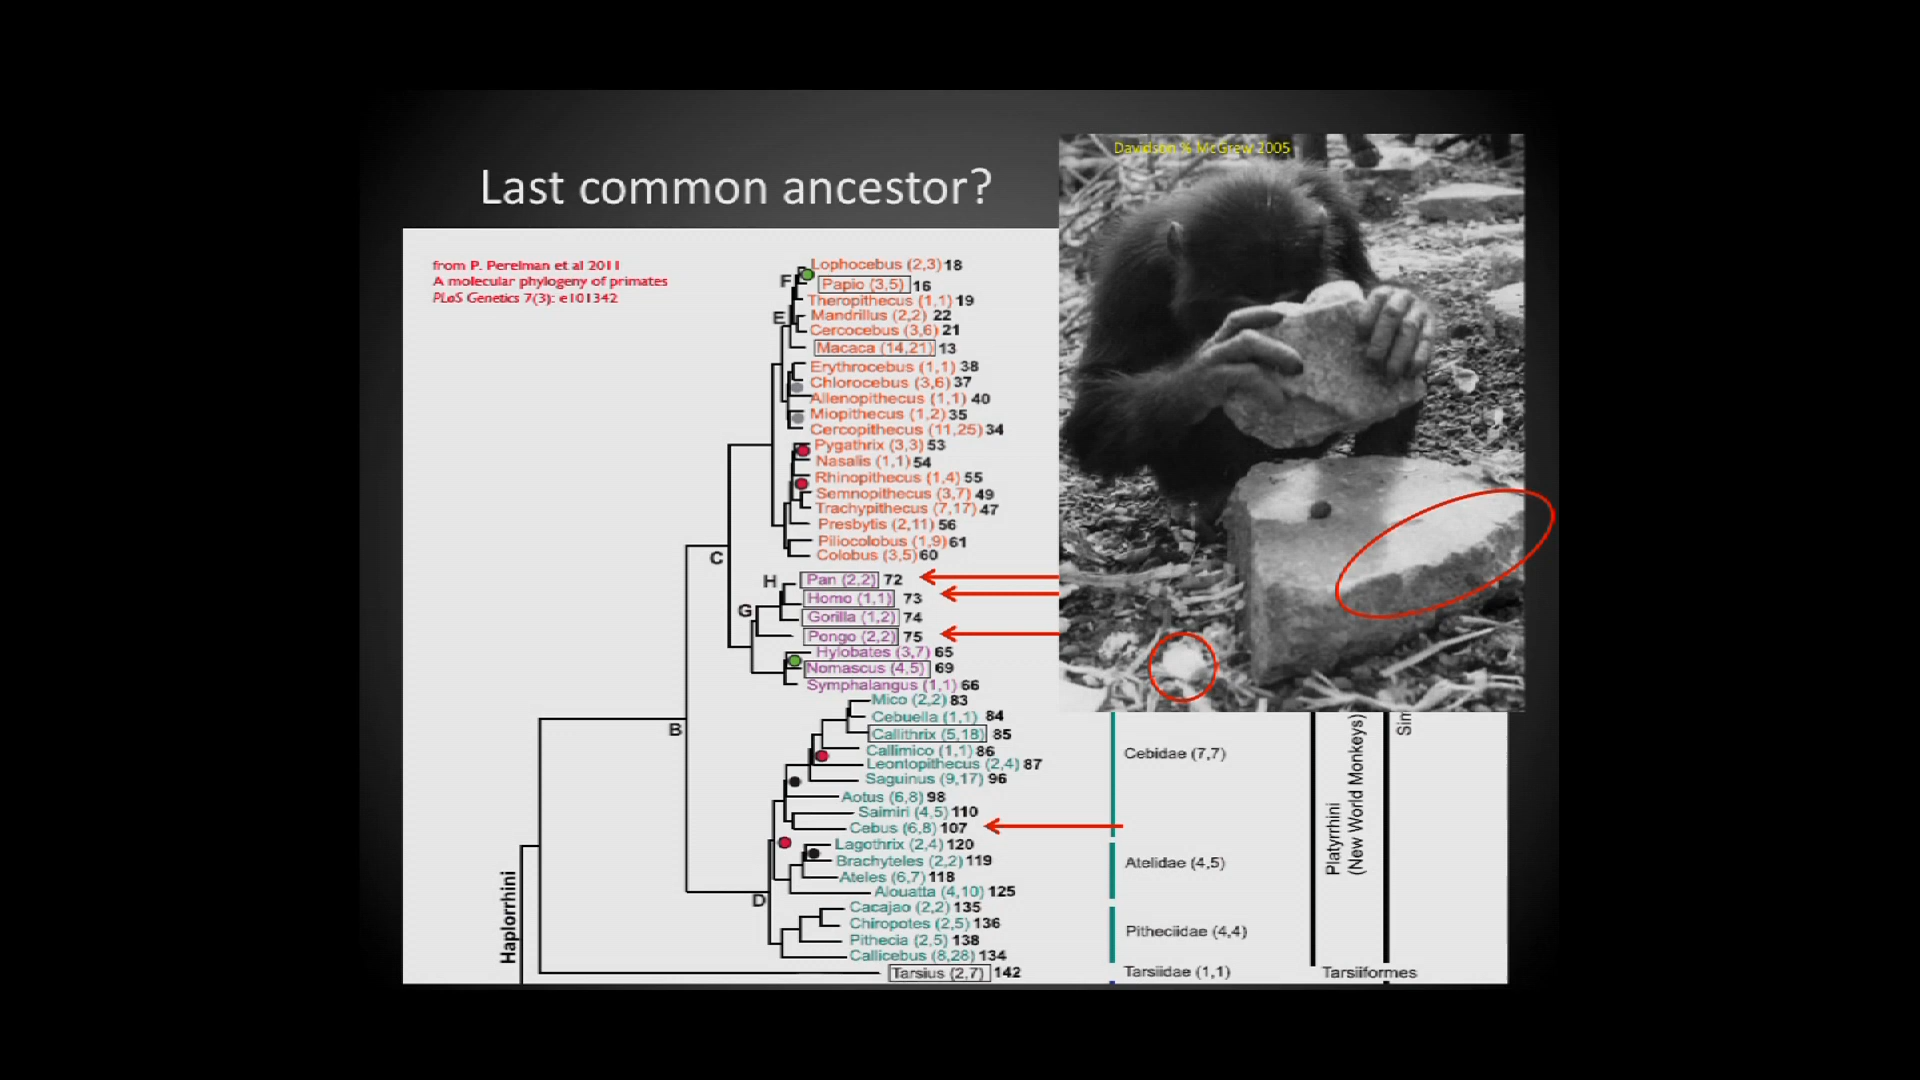 Last common ancestor?
Davidson % McGrew 2005
from P. Perelman et al 2011
A molecular phylogeny of primates
PLoS Genetics 7(3): e101342
Lophocebus (2,3) 18
F
Papio (3,5) 16
Theropithecus (1,1) 19
Mandrillus (2,2) 22
E
Cercocebus (3,6) 21
Macaca (14,21) 13
Erythrocebus (1,1) 38
Chlorocebus (3,6) 37
Allenopithecus (1,1) 40
Miopithecus (1,2) 35
Cercopithecus (11,25) 34
Pygathrix (3,3) 53
Nasalis (1,1) 54
Rhinopithecus (1,4) 55
Semnopithecus (3,7) 49
Trachypithecus (7,17) 47
Presbytis (2,11) 56
Piliocolobus (1,9) 61
Colobus (3,5) 60
C
H
Pan (2,2) 72
Homo (1,1) 73
G
Gorilla (1,2) 74
Pongo (2,2) 75
Hylobates (3,7) 65
Nomascus (4,5) 69
Symphalangus (1,1) 66
Mico (2,2) 83
Cebuella (1,1) 84
B
Callithrix (5,18) 85
Callimico (1,1) 86
Leontopithecus (2,4) 87
Saguinus (9,17) 96
Aotus (6,8) 98
Saimiri (4,5) 110
Cebus (6,8) 107
Lagothrix (2,4) 120
Brachyteles (2,2) 119
Ateles (6,7) 118
Alouatta (4,10) 125
D
Cacajao (2,2) 135
Chiropotes (2,5) 136
Pithecia (2,5) 138
Callicebus (8,28) 134
Tarsius (2,7) 142
Haplorrhini
Cebidae (7,7)
Atelidae (4,5)
Pitheciidae (4,4)
Tarsiidae (1,1)
Platyrrhini
(New World Monkeys)
Tarsiiformes